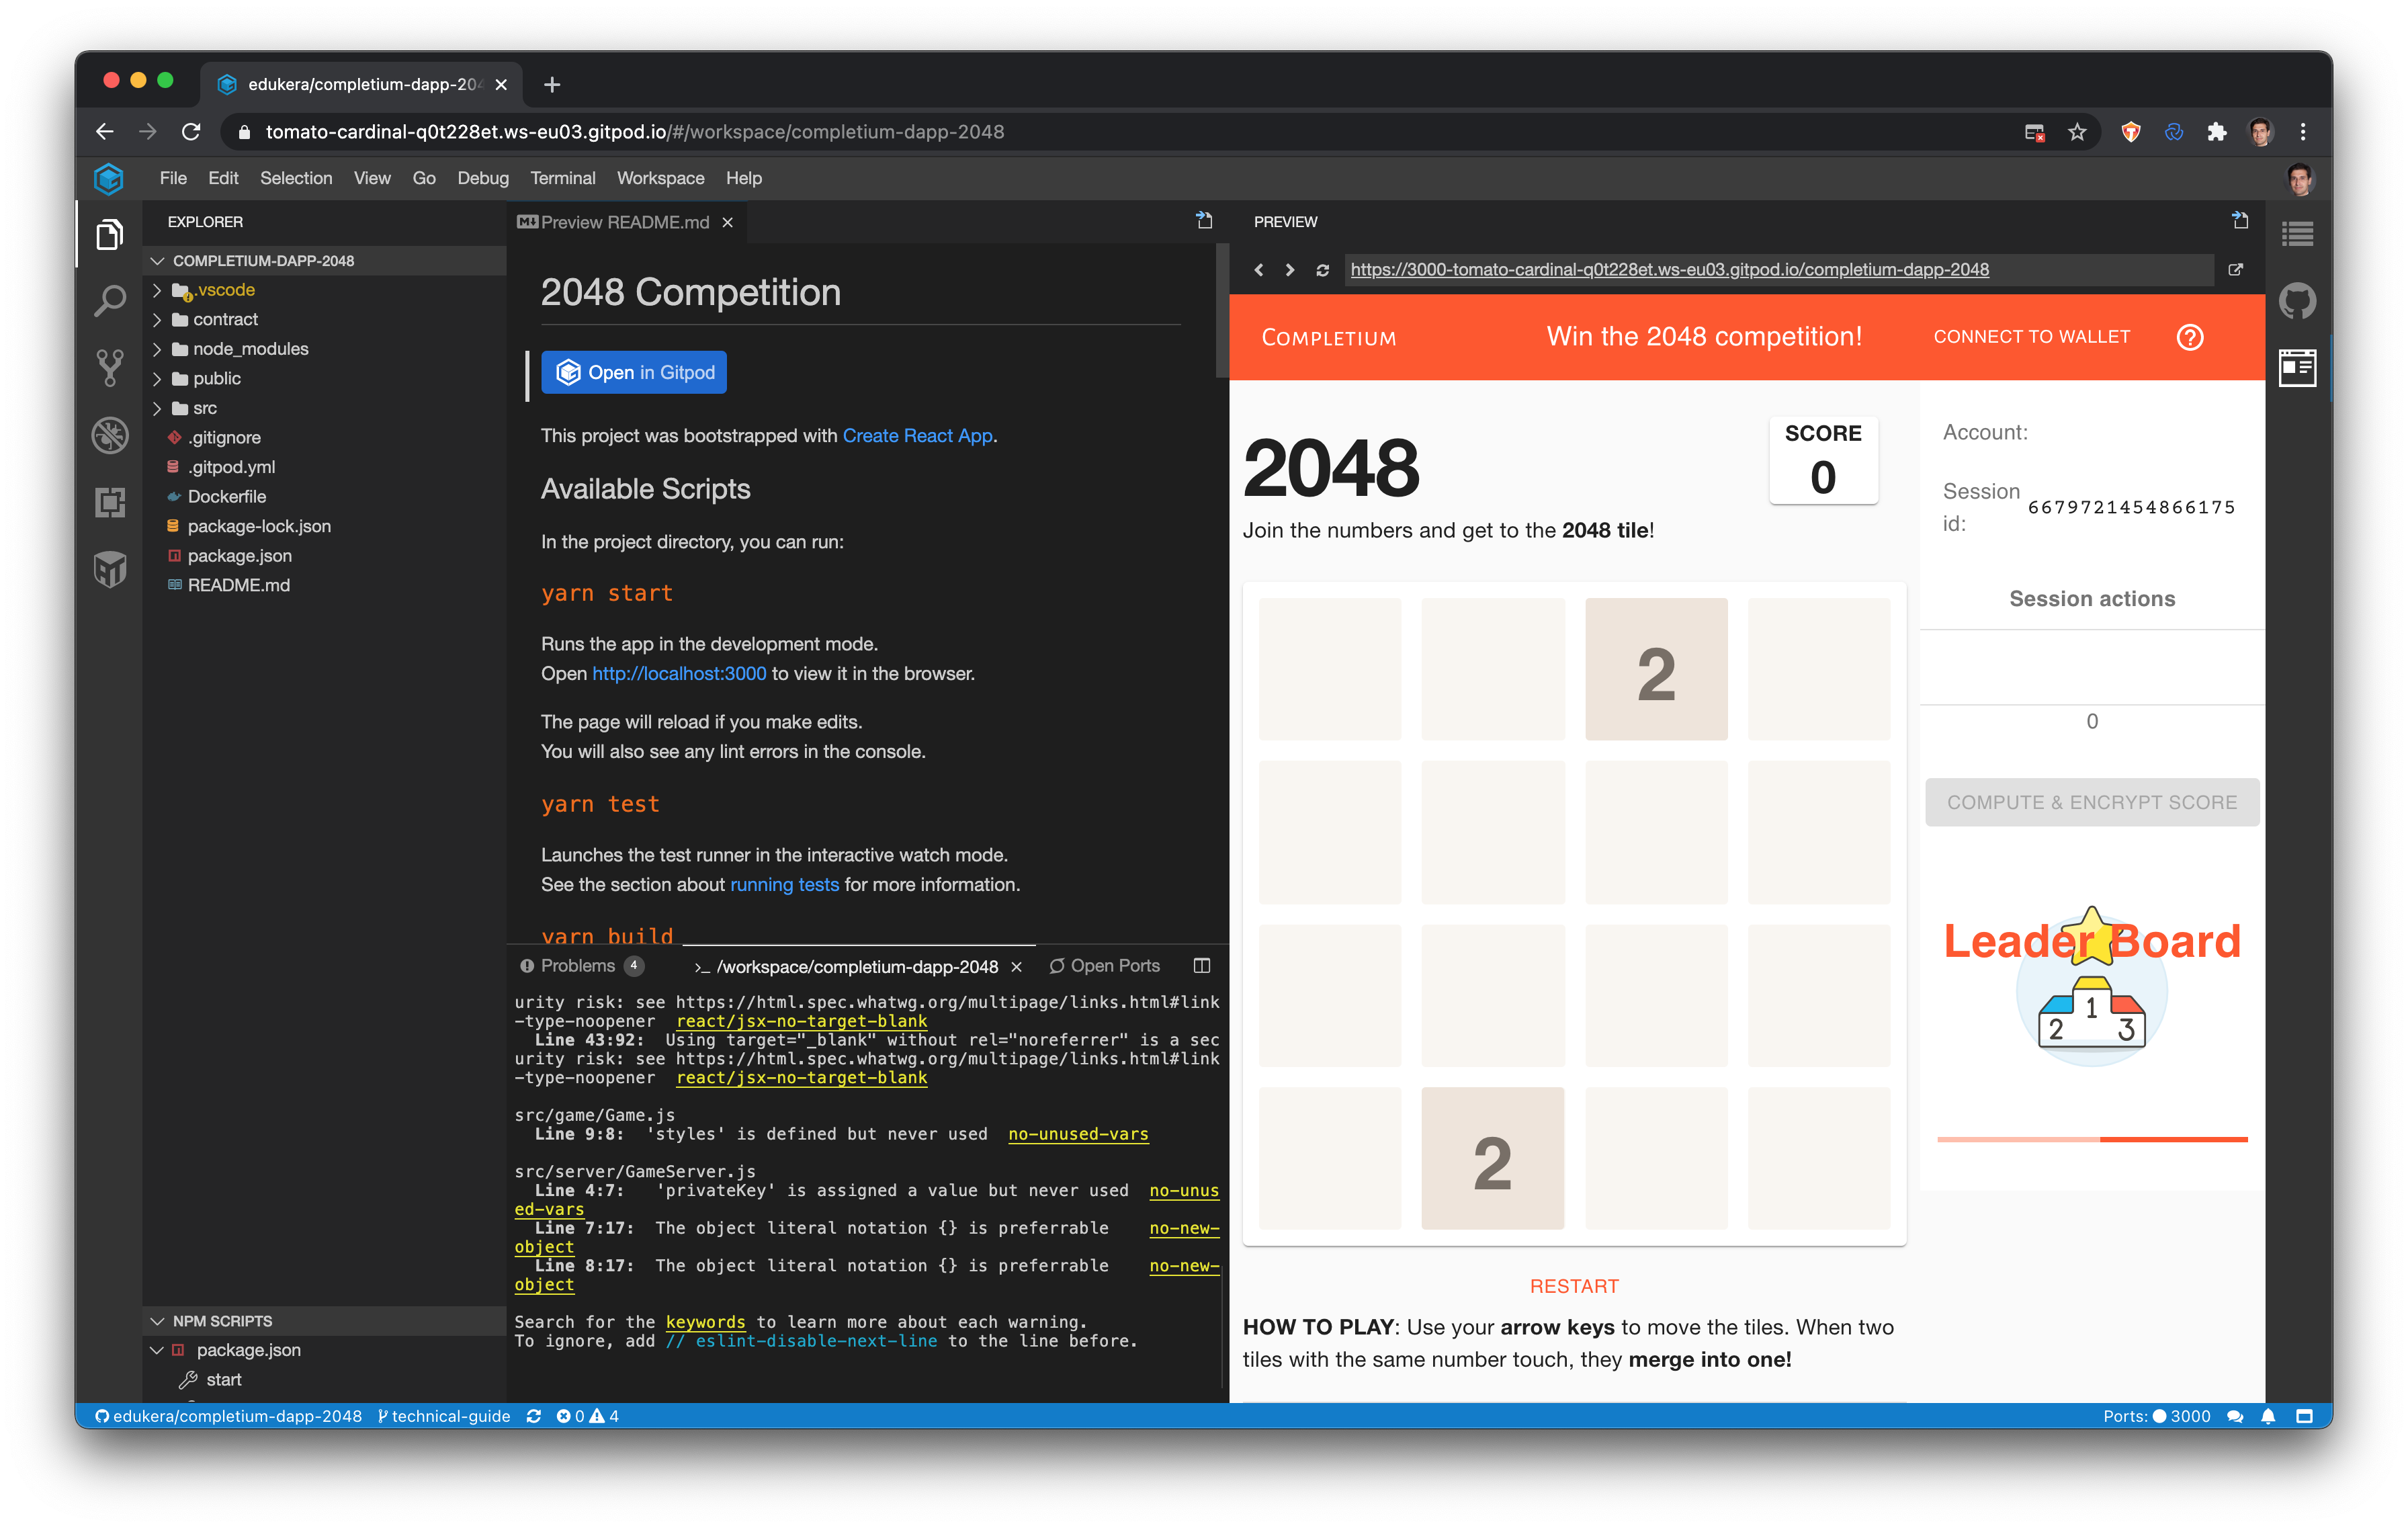 edukera/completium-dapp-204
tomato-cardinal-q0t228et.ws-eu03.gitpod.io/#/workspace/completium-dapp-2048
File Edit Selection View Go Debug Terminal Workspace Help
EXPLORER
COMPLETIUM-DAPP-2048
.vscode
contract
node_modules
public
src
.gitignore
.gitpod.yml
Dockerfile
package-lock.json
package.json
README.md
NPM SCRIPTS
package.json
start
Preview README.md
2048 Competition
Open in Gitpod
This project was bootstrapped with Create React App.
Available Scripts
In the project directory, you can run:
yarn start
Runs the app in the development mode.
Open http://localhost:3000 to view it in the browser.
The page will reload if you make edits.
You will also see any lint errors in the console.
yarn test
Launches the test runner in the interactive watch mode.
See the section about running tests for more information.
yarn build
Problems 4
>_ /workspace/completium-dapp-2048
Open Ports
urity risk: see https://html.spec.whatwg.org/multipage/links.html#link
-type-noopener react/jsx-no-target-blank
Line 43:92: Using target="_blank" without rel="noreferrer" is a sec
urity risk: see https://html.spec.whatwg.org/multipage/links.html#link
-type-noopener react/jsx-no-target-blank
src/game/Game.js
Line 9:8: 'styles' is defined but never used no-unused-vars
src/server/GameServer.js
Line 4:7: 'privateKey' is assigned a value but never used no-unus
ed-vars
Line 7:17: The object literal notation {} is preferrable no-new-
object
Line 8:17: The object literal notation {} is preferrable no-new-
object
Search for the keywords to learn more about each warning.
To ignore, add // eslint-disable-next-line to the line before.
PREVIEW
https://3000-tomato-cardinal-q0t228et.ws-eu03.gitpod.io/completium-dapp-2048
COMPLETIUM
Win the 2048 competition!
CONNECT TO WALLET
?
2048
SCORE
0
Join the numbers and get to the 2048 tile!
2
2
RESTART
HOW TO PLAY: Use your arrow keys to move the tiles. When two
tiles with the same number touch, they merge into one!
Account:
Session
id:
6679721454866175
Session actions
0
COMPUTE & ENCRYPT SCORE
Leader Board
1
2
3
edukera/completium-dapp-2048 technical-guide 0 4
Ports: 3000